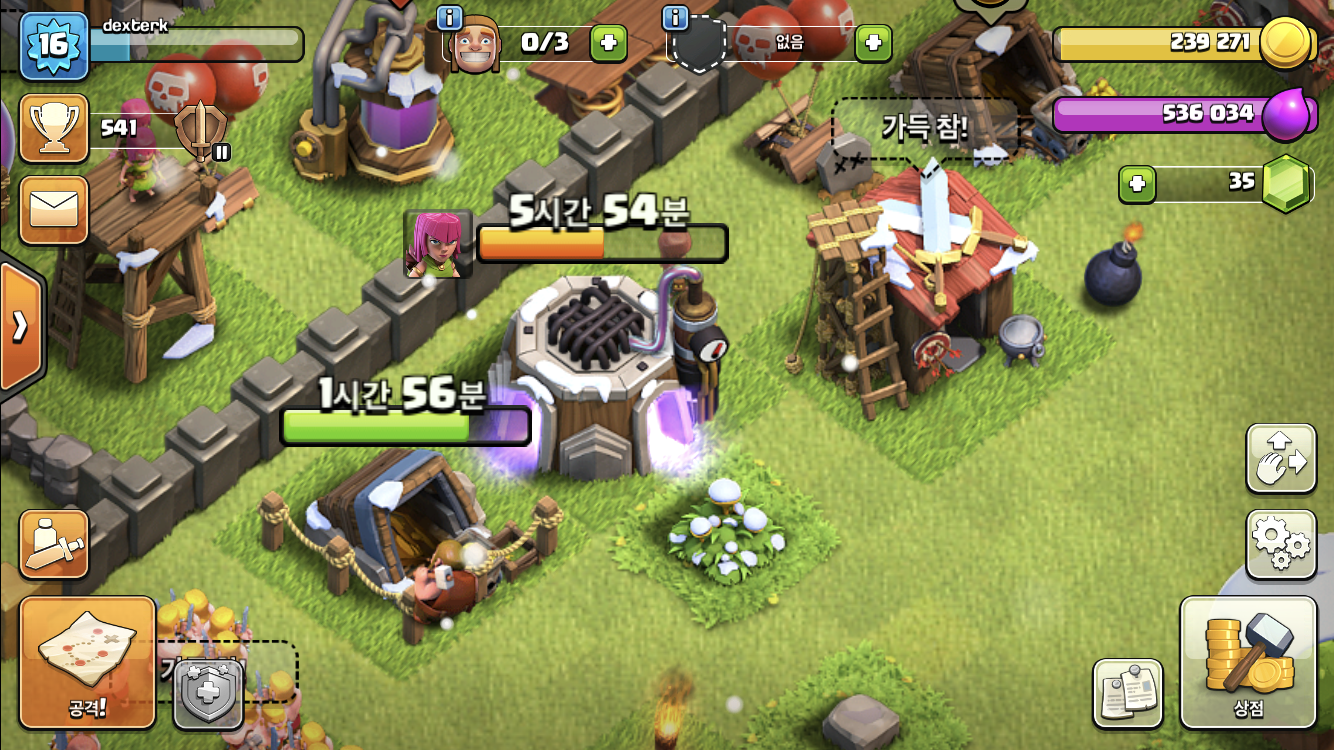 16
dexterk
0/3
없음
239 271
541
가득 참!
536 034
35
5시간 54분
1시간 56분
공격!
상점